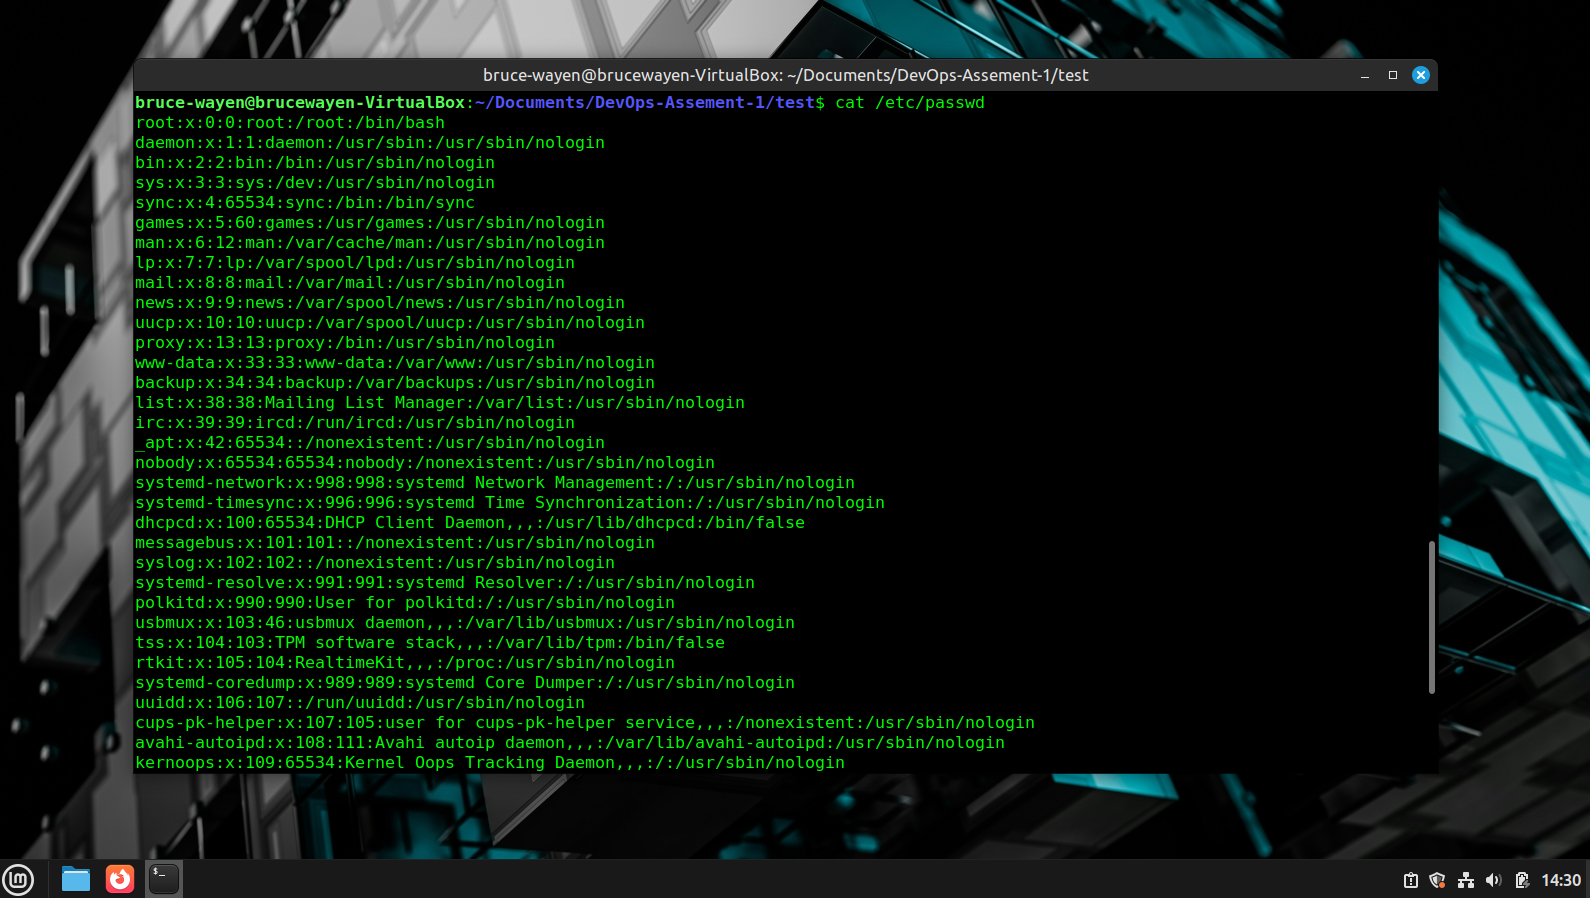 bruce-wayen@brucewayen-VirtualBox: ~/Documents/DevOps-Assement-1/test
bruce-wayen@brucewayen-VirtualBox:~/Documents/DevOps-Assement-1/test$ cat /etc/passwd
root:x:0:0:root:/root:/bin/bash
daemon:x:1:1:daemon:/usr/sbin:/usr/sbin/nologin
bin:x:2:2:bin:/bin:/usr/sbin/nologin
sys:x:3:3:sys:/dev:/usr/sbin/nologin
sync:x:4:65534:sync:/bin:/bin/sync
games:x:5:60:games:/usr/games:/usr/sbin/nologin
man:x:6:12:man:/var/cache/man:/usr/sbin/nologin
lp:x:7:7:lp:/var/spool/lpd:/usr/sbin/nologin
mail:x:8:8:mail:/var/mail:/usr/sbin/nologin
news:x:9:9:news:/var/spool/news:/usr/sbin/nologin
uucp:x:10:10:uucp:/var/spool/uucp:/usr/sbin/nologin
proxy:x:13:13:proxy:/bin:/usr/sbin/nologin
www-data:x:33:33:www-data:/var/www:/usr/sbin/nologin
backup:x:34:34:backup:/var/backups:/usr/sbin/nologin
list:x:38:38:Mailing List Manager:/var/list:/usr/sbin/nologin
irc:x:39:39:ircd:/run/ircd:/usr/sbin/nologin
_apt:x:42:65534::/nonexistent:/usr/sbin/nologin
nobody:x:65534:65534:nobody:/nonexistent:/usr/sbin/nologin
systemd-network:x:998:998:systemd Network Management:/:/usr/sbin/nologin
systemd-timesync:x:996:996:systemd Time Synchronization:/:/usr/sbin/nologin
dhcpcd:x:100:65534:DHCP Client Daemon,,,:/usr/lib/dhcpcd:/bin/false
messagebus:x:101:101::/nonexistent:/usr/sbin/nologin
syslog:x:102:102::/nonexistent:/usr/sbin/nologin
systemd-resolve:x:991:991:systemd Resolver:/:/usr/sbin/nologin
polkitd:x:990:990:User for polkitd:/:/usr/sbin/nologin
usbmux:x:103:46:usbmux daemon,,,:/var/lib/usbmux:/usr/sbin/nologin
tss:x:104:103:TPM software stack,,,:/var/lib/tpm:/bin/false
rtkit:x:105:104:RealtimeKit,,,:/proc:/usr/sbin/nologin
systemd-coredump:x:989:989:systemd Core Dumper:/:/usr/sbin/nologin
uuidd:x:106:107::/run/uuidd:/usr/sbin/nologin
cups-pk-helper:x:107:105:user for cups-pk-helper service,,,:/nonexistent:/usr/sbin/nologin
avahi-autoipd:x:108:111:Avahi autoip daemon,,,:/var/lib/avahi-autoipd:/usr/sbin/nologin
kernoops:x:109:65534:Kernel Oops Tracking Daemon,,,:/:/usr/sbin/nologin
14:30